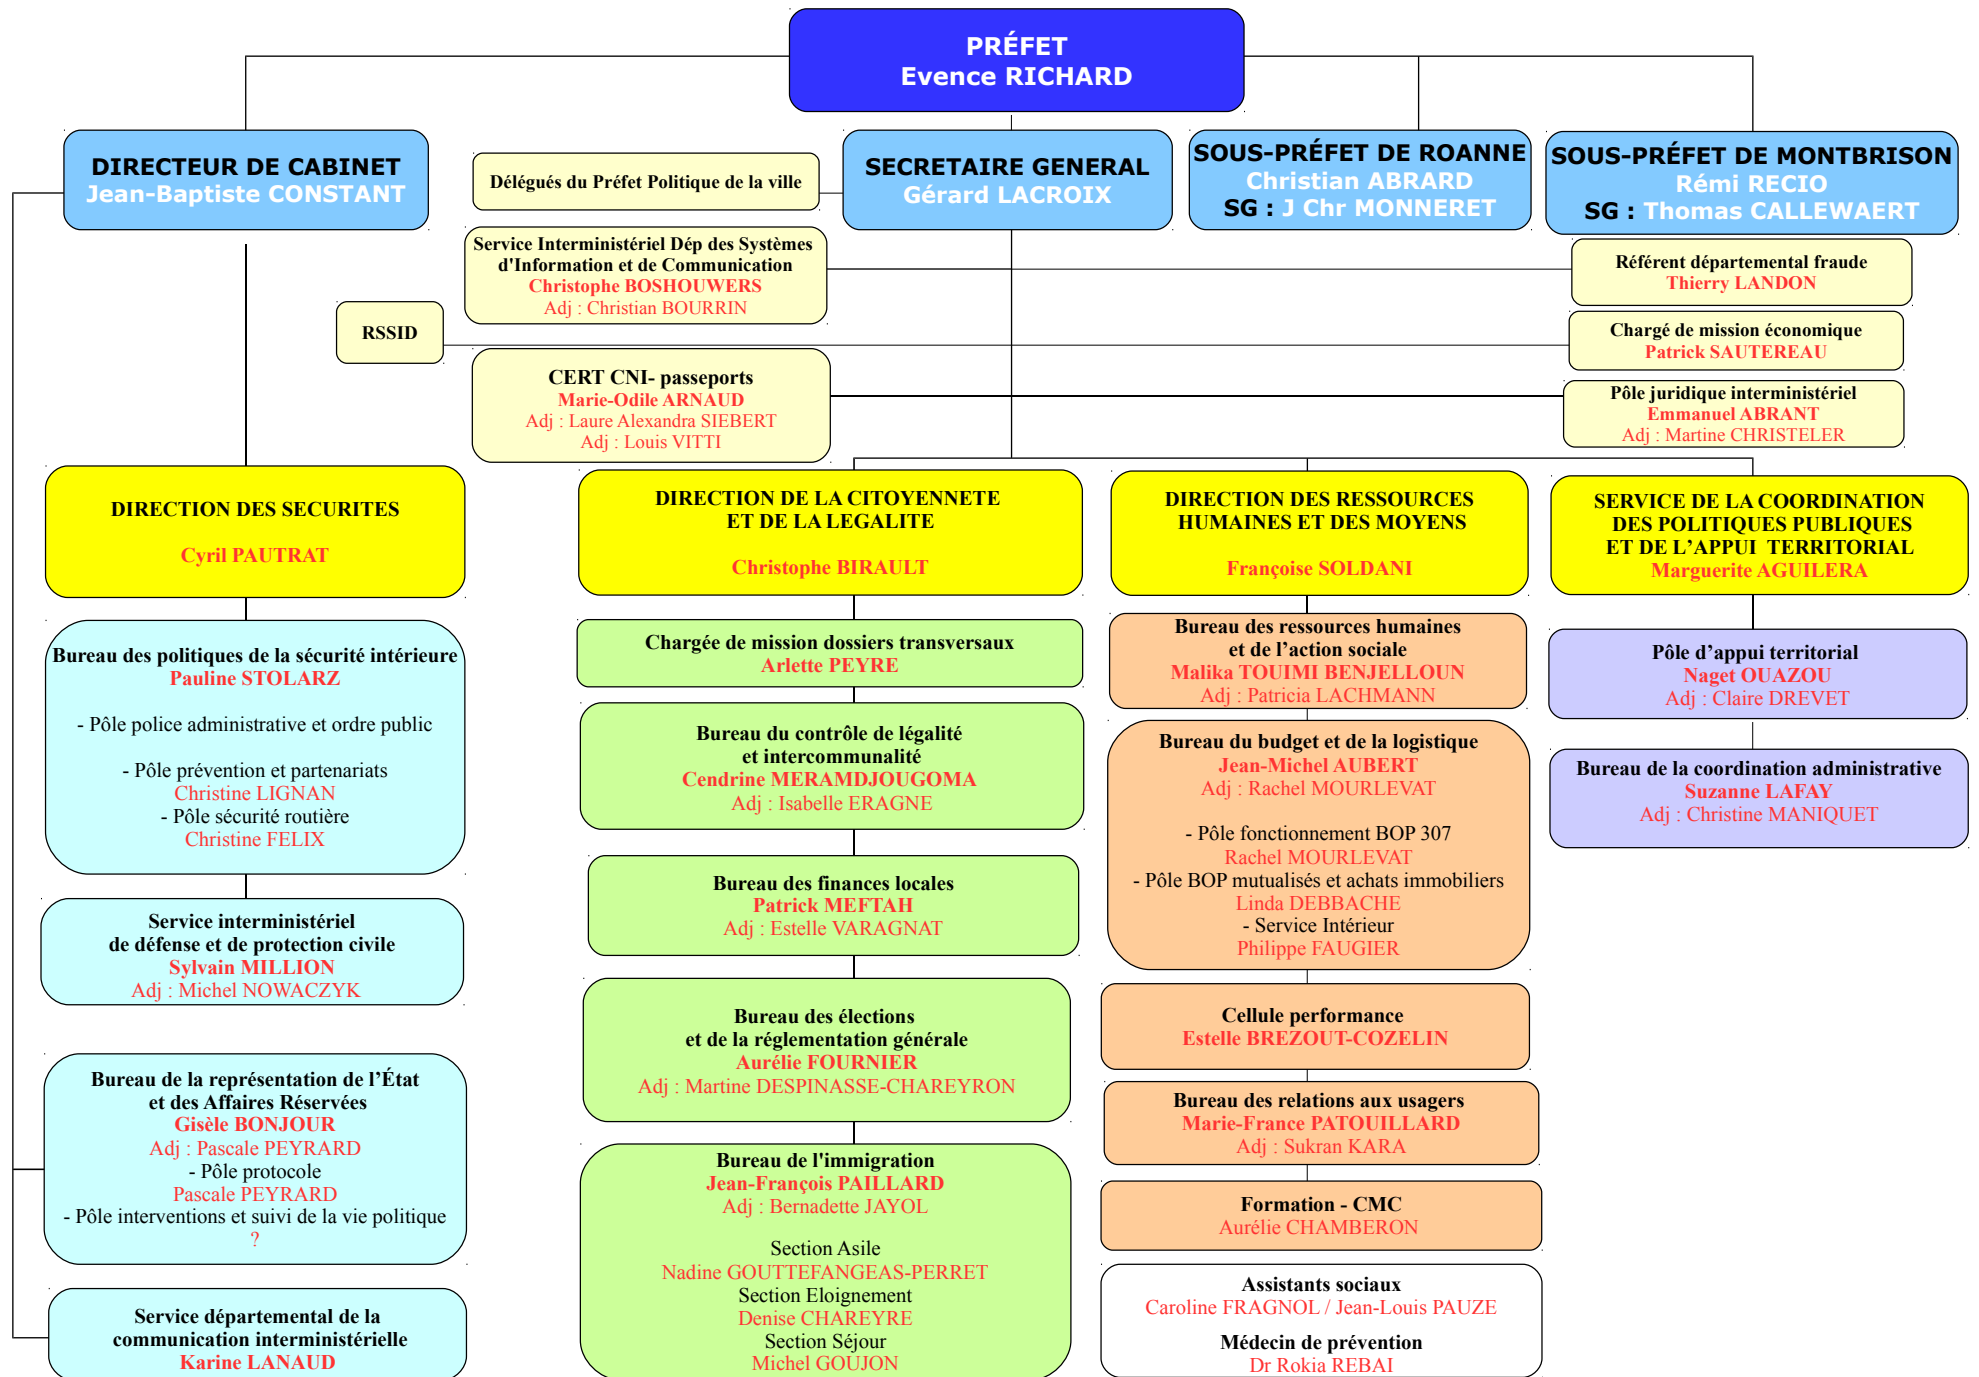 PRÉFET
Evence RICHARD
DIRECTEUR DE CABINET
Jean-Baptiste CONSTANT
Délégués du Préfet Politique de la ville
SECRETAIRE GENERAL
Gérard LACROIX
SOUS-PRÉFET DE ROANNE
Christian ABRARD
SG : J Chr MONNERET
SOUS-PRÉFET DE MONTBRISON
Rémi RECIO
SG : Thomas CALLEWAERT
Service Interministériel Dép des Systèmes
d'Information et de Communication
Christophe BOSHOUWERS
Adj : Christian BOURRIN
Référent départemental fraude
Thierry LANDON
RSSID
Chargé de mission économique
Patrick SAUTEREAU
CERT CNI- passeports
Marie-Odile ARNAUD
Adj : Laure Alexandra SIEBERT
Adj : Louis VITTI
Pôle juridique interministériel
Emmanuel ABRANT
Adj : Martine CHRISTELER
DIRECTION DES SECURITES
Cyril PAUTRAT
Bureau des politiques de la sécurité intérieure
Pauline STOLARZ
- Pôle police administrative et ordre public
- Pôle prévention et partenariats
Christine LIGNAN
- Pôle sécurité routière
Christine FELIX
Service interministériel
de défense et de protection civile
Sylvain MILLION
Adj : Michel NOWACZYK
Bureau de la représentation de l’État
et des Affaires Réservées
Gisèle BONJOUR
Adj : Pascale PEYRARD
- Pôle protocole
Pascale PEYRARD
- Pôle interventions et suivi de la vie politique
?
Service départemental de la
communication interministérielle
Karine LANAUD
DIRECTION DE LA CITOYENNETE
ET DE LA LEGALITE
Christophe BIRAULT
Chargée de mission dossiers transversaux
Arlette PEYRE
Bureau du contrôle de légalité
et intercommunalité
Cendrine MERAMDJOUGOMA
Adj : Isabelle ERAGNE
Bureau des finances locales
Patrick MEFTAH
Adj : Estelle VARAGNAT
Bureau des élections
et de la réglementation générale
Aurélie FOURNIER
Adj : Martine DESPINASSE-CHAREYRON
Bureau de l'immigration
Jean-François PAILLARD
Adj : Bernadette JAYOL
Section Asile
Nadine GOUTTEFANGEAS-PERRET
Section Eloignement
Denise CHAREYRE
Section Séjour
Michel GOUJON
DIRECTION DES RESSOURCES
HUMAINES ET DES MOYENS
Françoise SOLDANI
Bureau des ressources humaines
et de l’action sociale
Malika TOUIMI BENJELLOUN
Adj : Patricia LACHMANN
Bureau du budget et de la logistique
Jean-Michel AUBERT
Adj : Rachel MOURLEVAT
- Pôle fonctionnement BOP 307
Rachel MOURLEVAT
- Pôle BOP mutualisés et achats immobiliers
Linda DEBBACHE
- Service Intérieur
Philippe FAUGIER
Cellule performance
Estelle BREZOUT-COZELIN
Bureau des relations aux usagers
Marie-France PATOUILLARD
Adj : Sukran KARA
Formation - CMC
Aurélie CHAMBERON
Assistants sociaux
Caroline FRAGNOL / Jean-Louis PAUZE
Médecin de prévention
Dr Rokia REBAI
SERVICE DE LA COORDINATION
DES POLITIQUES PUBLIQUES
ET DE L’APPUI TERRITORIAL
Marguerite AGUILERA
Pôle d’appui territorial
Naget OUAZOU
Adj : Claire DREVET
Bureau de la coordination administrative
Suzanne LAFAY
Adj : Christine MANIQUET